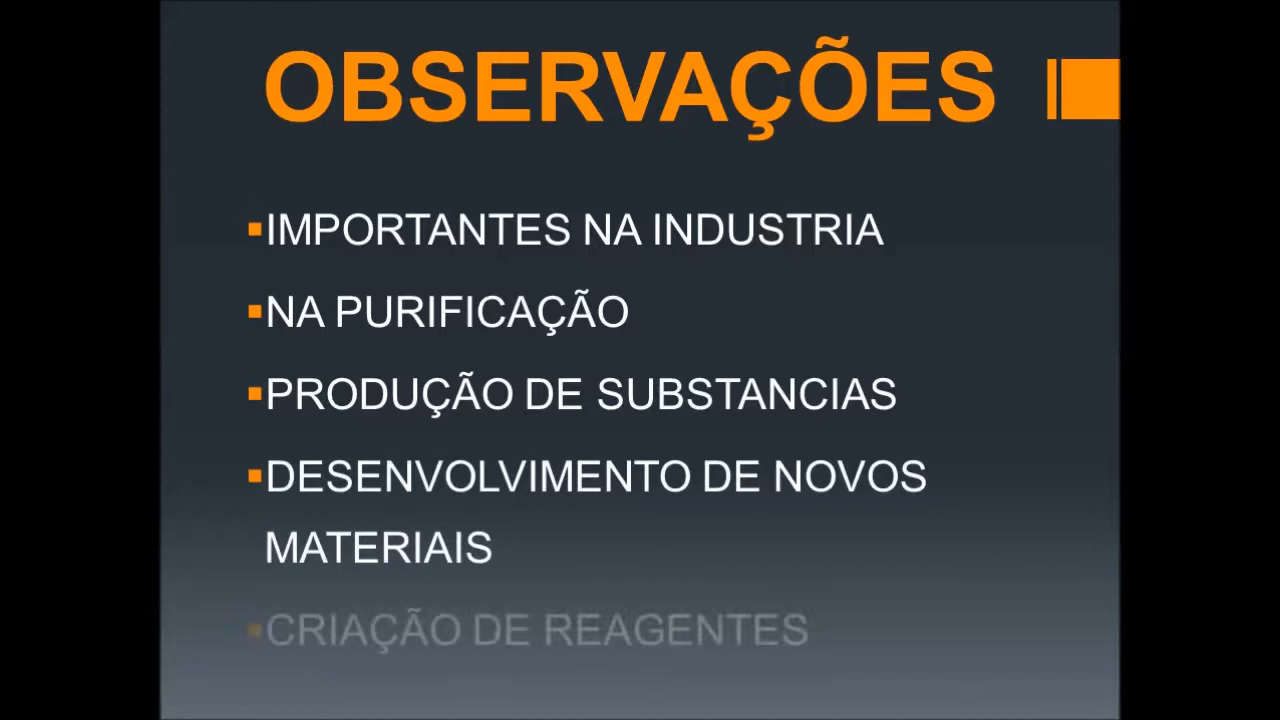 OBSERVAÇÕES
▪IMPORTANTES NA INDUSTRIA
▪NA PURIFICAÇÃO
▪PRODUÇÃO DE SUBSTANCIAS
▪DESENVOLVIMENTO DE NOVOS
MATERIAIS
▪CRIAÇÃO DE REAGENTES